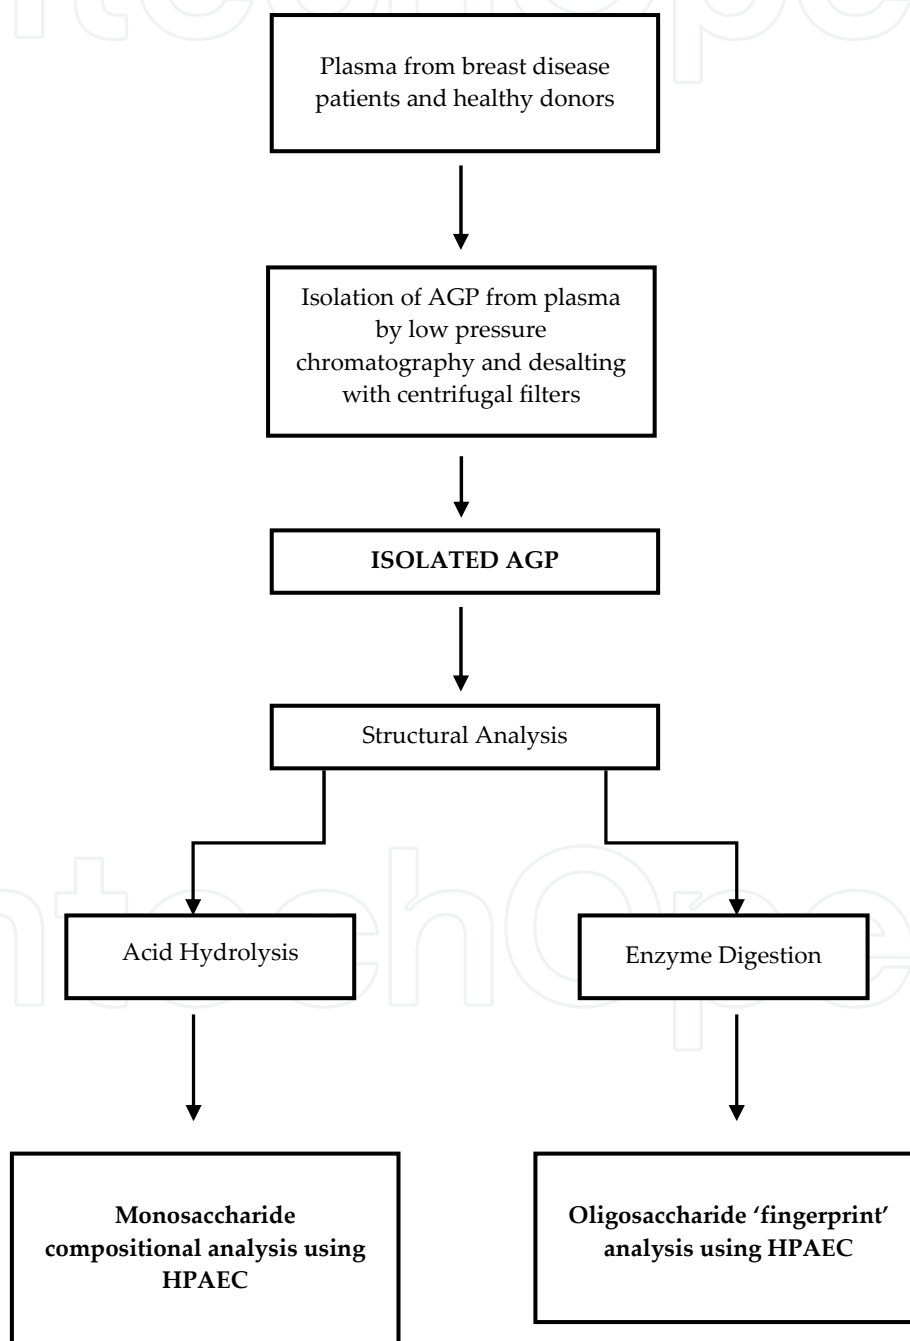 Plasma from breast disease
patients and healthy donors
Isolation of AGP from plasma
by low pressure
chromatography and desalting
with centrifugal filters
ISOLATED AGP
Structural Analysis
Acid Hydrolysis
Enzyme Digestion
Monosaccharide
compositional analysis using
HPAEC
Oligosaccharide ‘fingerprint’
analysis using HPAEC